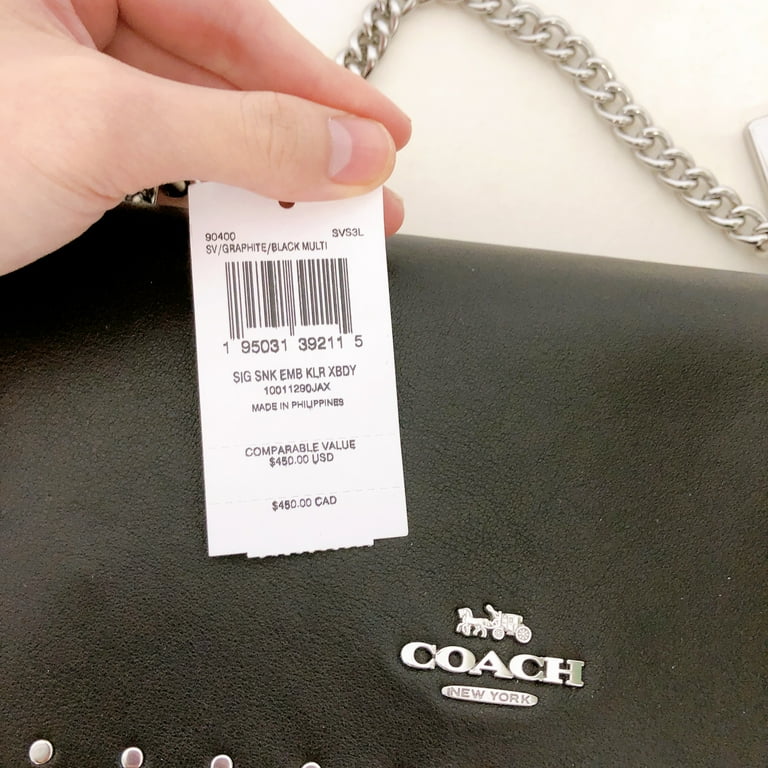 90400 SVS3L
SV/GRAPHITE/BLACK MULTI
1 95031 39211 5
SIG SNK EMB KLR XBDY
10011290JAX
MADE IN PHILIPPINES
COMPARABLE VALUE
$450.00 USD
$450.00 CAD
COACH
NEW YORK